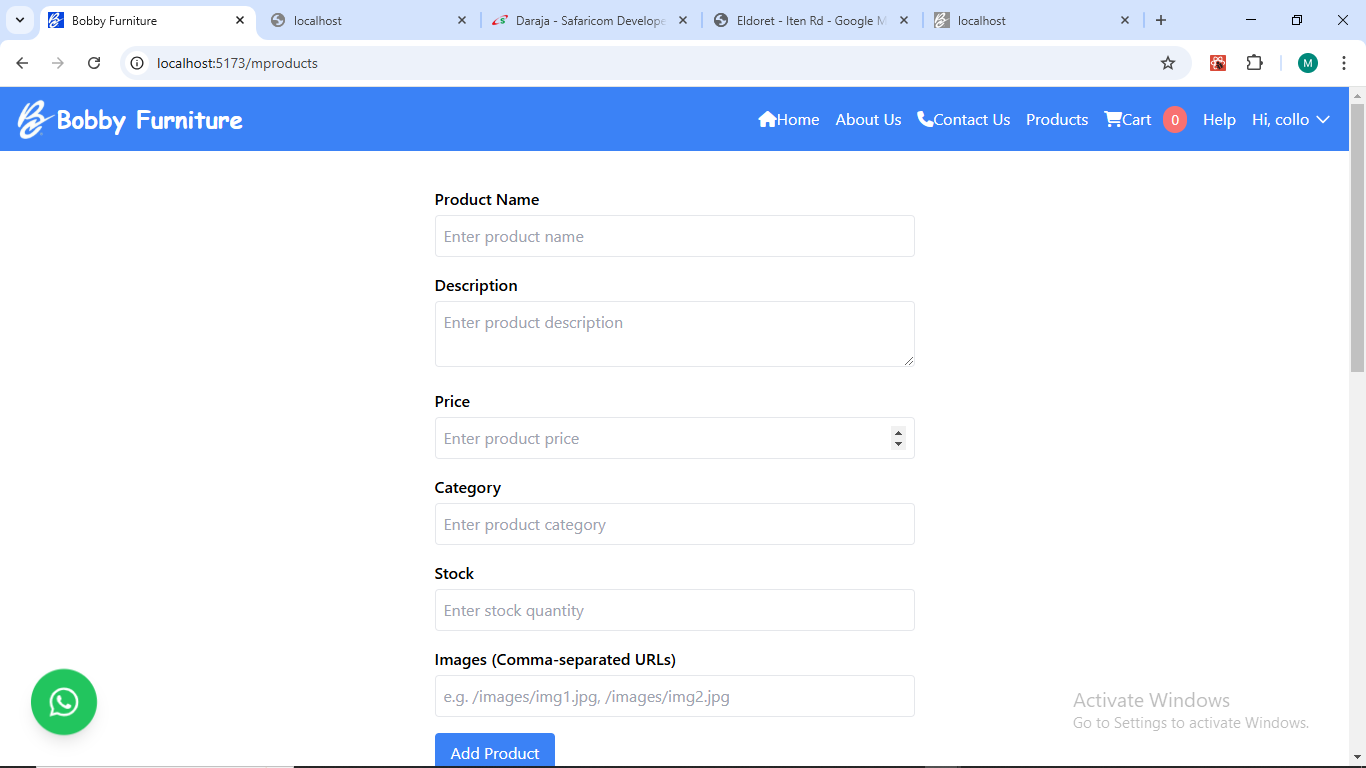 Bobby Furniture
localhost
Daraja - Safaricom Develope
Eldoret - Iten Rd - Google M
localhost
localhost:5173/mproducts
M
Bobby Furniture
Home About Us Contact Us Products Cart 0 Help Hi, collo
Product Name
Enter product name
Description
Enter product description
Price
Enter product price
Category
Enter product category
Stock
Enter stock quantity
Images (Comma-separated URLs)
e.g. /images/img1.jpg, /images/img2.jpg
Add Product
Activate Windows
Go to Settings to activate Windows.